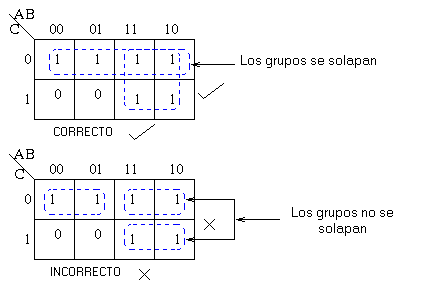 AB
C
00 01 11 10
0 1 1 1 1
Los grupos se solapan
1 0 0 1 1
CORRECTO
AB
C
00 01 11 10
0 1 1 1 1
Los grupos no se
solapan
1 0 0 1 1
INCORRECTO